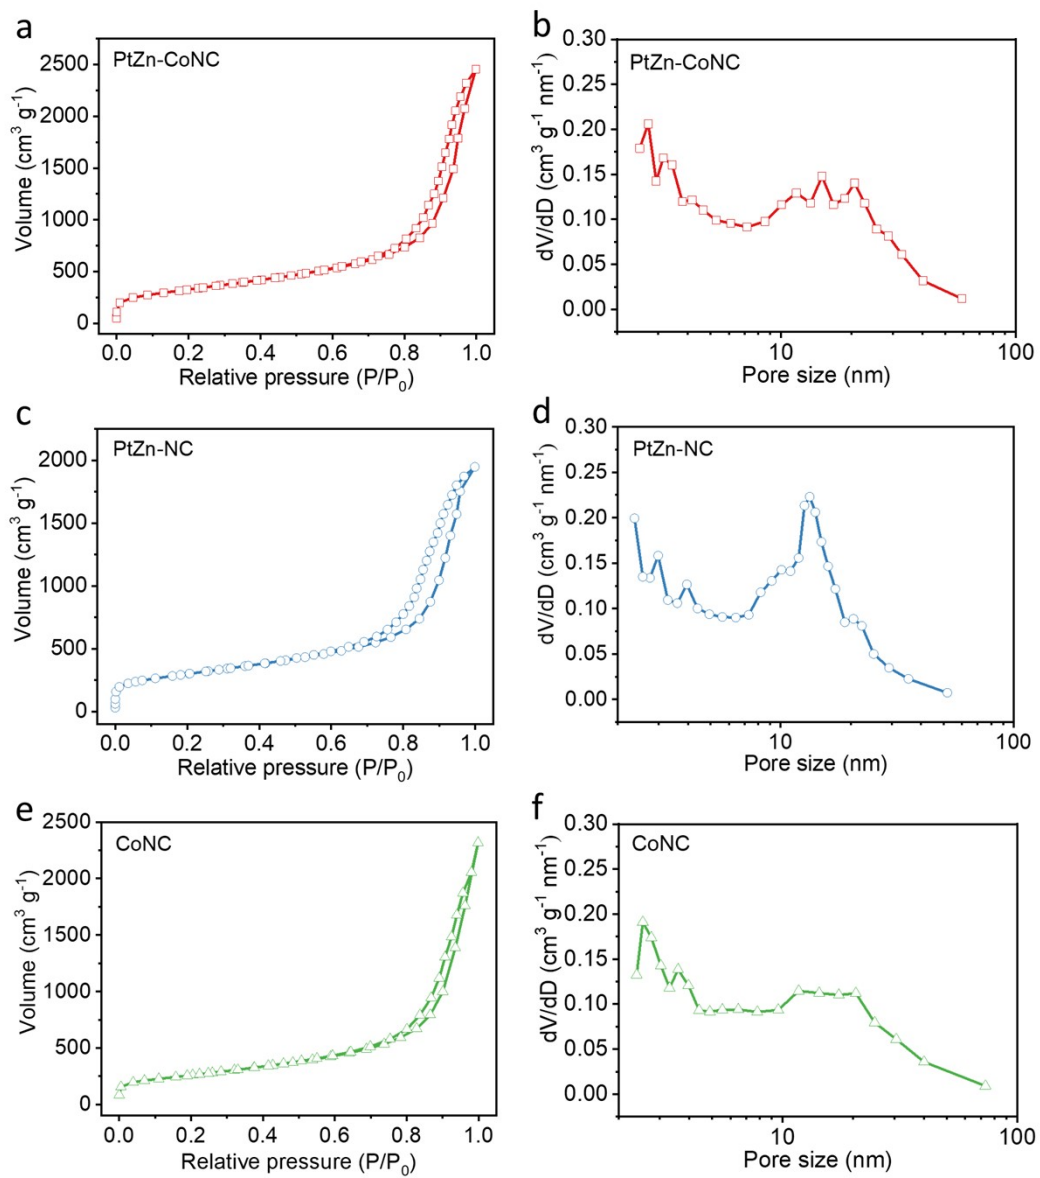 a
PtZn-CoNC
2500
2000
1500
1000
500
0
Volume (cm³ g⁻¹)
0.0 0.2 0.4 0.6 0.8 1.0
Relative pressure (P/P₀)
b
PtZn-CoNC
0.30
0.25
0.20
0.15
0.10
0.05
0.00
dV/dD (cm³ g⁻¹ nm⁻¹)
10 100
Pore size (nm)
c
PtZn-NC
2000
1500
1000
500
0
Volume (cm³ g⁻¹)
0.0 0.2 0.4 0.6 0.8 1.0
Relative pressure (P/P₀)
d
PtZn-NC
0.30
0.25
0.20
0.15
0.10
0.05
0.00
dV/dD (cm³ g⁻¹ nm⁻¹)
10 100
Pore size (nm)
e
CoNC
2500
2000
1500
1000
500
0
Volume (cm³ g⁻¹)
0.0 0.2 0.4 0.6 0.8 1.0
Relative pressure (P/P₀)
f
CoNC
0.30
0.25
0.20
0.15
0.10
0.05
0.00
dV/dD (cm³ g⁻¹ nm⁻¹)
10 100
Pore size (nm)